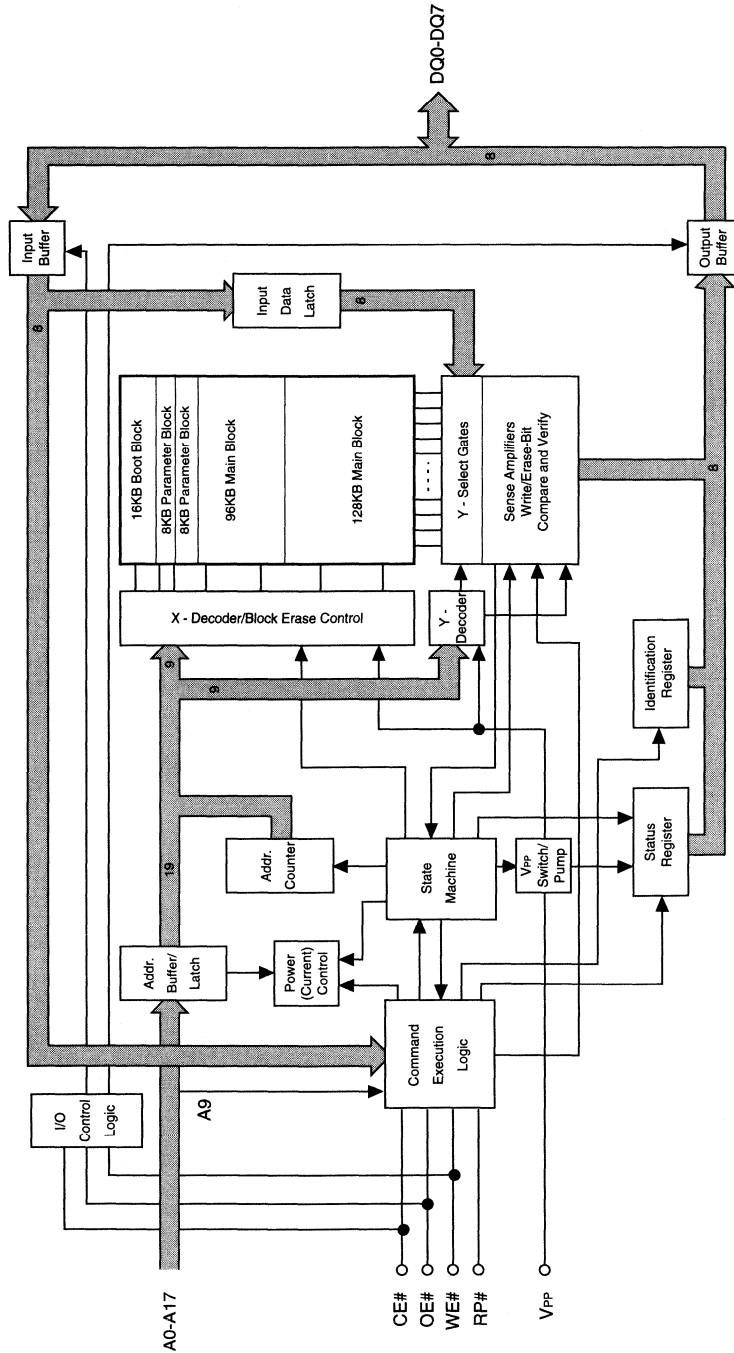 I/O
Control
Logic
Input
Buffer
8
8
Input
Data
Latch
8
DQ0-DQ7
A0-A17
A9
Addr.
Buffer/
Latch
19
9
9
X - Decoder/Block Erase Control
16KB Boot Block
8KB Parameter Block
8KB Parameter Block
96KB Main Block
128KB Main Block
Power
(Current)
Control
Addr.
Counter
Y -
Decoder
Y - Select Gates
Sense Amplifiers
Write/Erase-Bit
Compare and Verify
CE#
OE#
WE#
RP#
VPP
Command
Execution
Logic
State
Machine
VPP
Switch/
Pump
Status
Register
Identification
Register
8
Output
Buffer